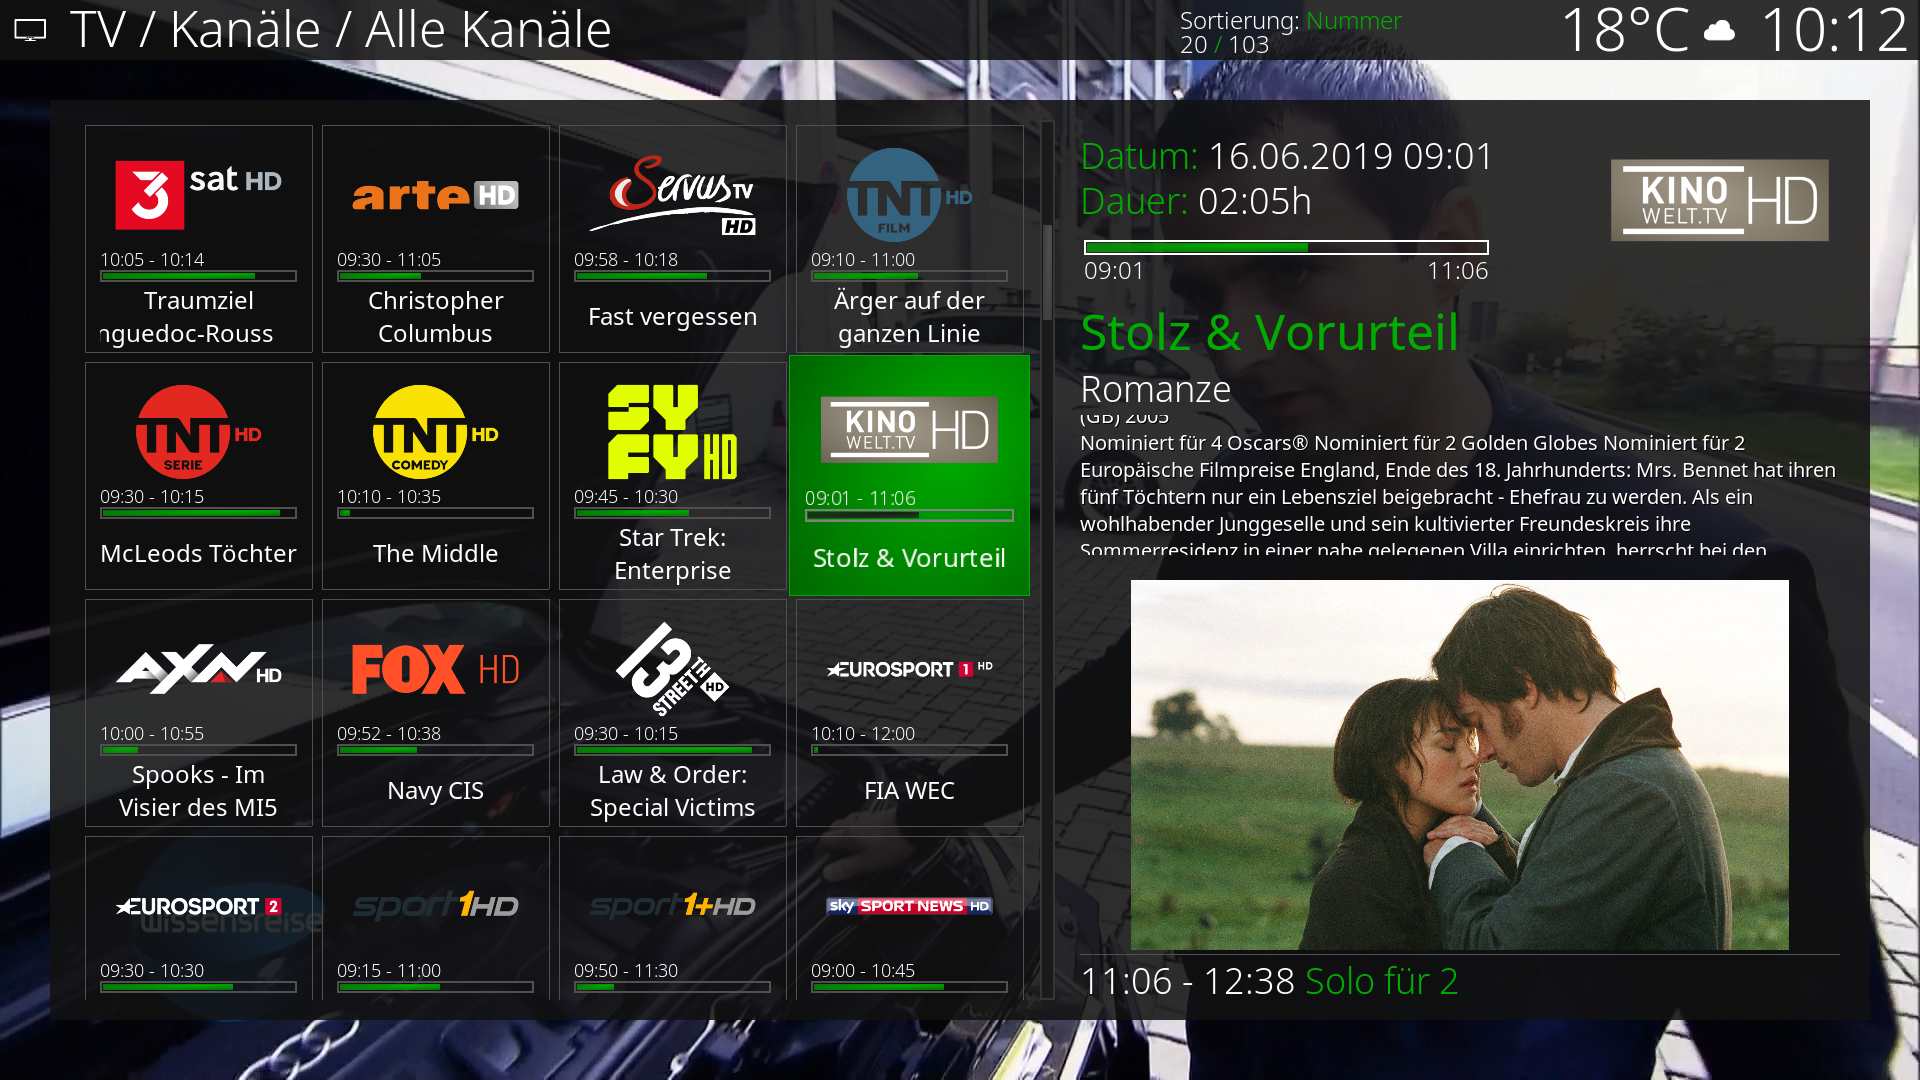 TV / Kanäle / Alle Kanäle
Sortierung: Nummer
20 / 103
18°C 10:12
3 sat HD
10:05 - 10:14
Traumziel
nguedoc-Rouss
arte HD
09:30 - 11:05
Christopher
Columbus
Servus TV
HD
09:58 - 10:18
Fast vergessen
TNT HD
FILM
09:10 - 11:00
Ärger auf der
ganzen Linie
TNT HD
SERIE
09:30 - 10:15
McLeods Töchter
TNT HD
COMEDY
10:10 - 10:35
The Middle
SY
FY HD
09:45 - 10:30
Star Trek:
Enterprise
KINO HD
WELT.TV
09:01 - 11:06
Stolz & Vorurteil
AXN HD
10:00 - 10:55
Spooks - Im
Visier des MI5
FOX HD
09:52 - 10:38
Navy CIS
13TH
STREET HD
09:30 - 10:15
Law & Order:
Special Victims
EUROSPORT 1 HD
10:10 - 12:00
FIA WEC
EUROSPORT 2
wissensreise
09:30 - 10:30
sport1HD
09:15 - 11:00
sport1+HD
09:50 - 11:30
sky SPORT NEWS HD
09:00 - 10:45
Datum: 16.06.2019 09:01
Dauer: 02:05h
09:01 11:06
KINO HD
WELT.TV
Stolz & Vorurteil
Romanze
(GB) 2005
Nominiert für 4 Oscars® Nominiert für 2 Golden Globes Nominiert für 2
Europäische Filmpreise England, Ende des 18. Jahrhunderts: Mrs. Bennet hat ihren
fünf Töchtern nur ein Lebensziel beigebracht - Ehefrau zu werden. Als ein
wohlhabender Junggeselle und sein kultivierter Freundeskreis ihre
Sommerresidenz in einer nahe gelegenen Villa einrichten, herrscht bei den
11:06 - 12:38 Solo für 2